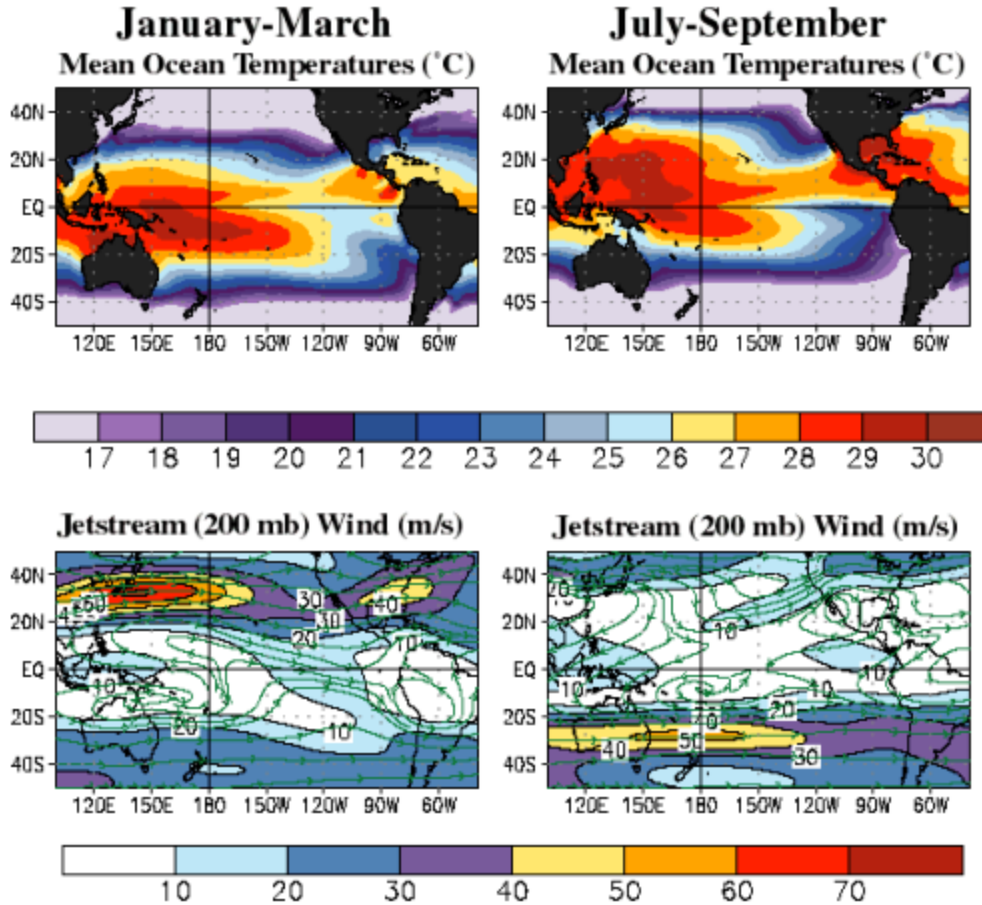 January-March
Mean Ocean Temperatures (˚C)
40N
20N
EQ
20S
40S
120E 150E 180 150W 120W 90W 60W
July-September
Mean Ocean Temperatures (˚C)
40N
20N
EQ
20S
40S
120E 150E 180 150W 120W 90W 60W
17 18 19 20 21 22 23 24 25 26 27 28 29 30
Jetstream (200 mb) Wind (m/s)
40N
20N
EQ
20S
40S
30
40
30
20
10
10
20
10
120E 150E 180 150W 120W 90W 60W
Jetstream (200 mb) Wind (m/s)
40N
20N
EQ
20S
40S
20
10
10
10
10
20
40
50
30
120E 150E 180 150W 120W 90W 60W
10 20 30 40 50 60 70